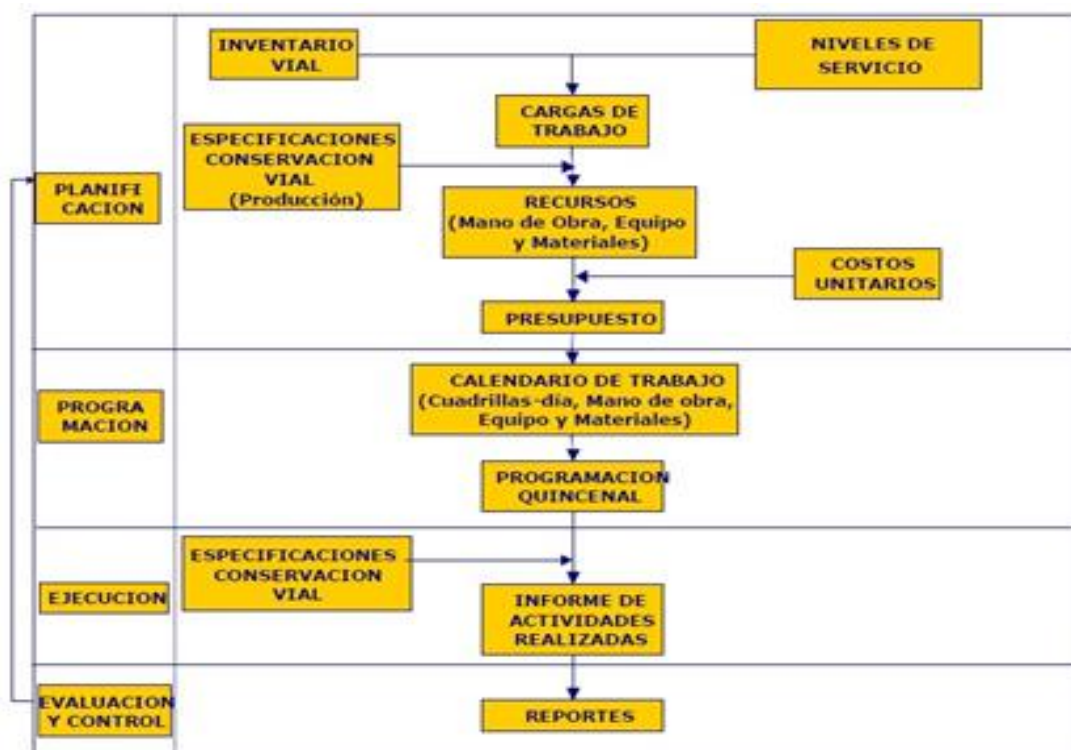 INVENTARIO
VIAL
NIVELES DE
SERVICIO
CARGAS DE
TRABAJO
ESPECIFICACIONES
CONSERVACION
VIAL
(Producción)
PLANIFI
CACION
RECURSOS
(Mano de Obra, Equipo
y Materiales)
COSTOS
UNITARIOS
PRESUPUESTO
PROGRA
MACION
CALENDARIO DE TRABAJO
(Cuadrillas-día, Mano de obra,
Equipo y Materiales)
PROGRAMACION
QUINCENAL
EJECUCION
ESPECIFICACIONES
CONSERVACION
VIAL
INFORME DE
ACTIVIDADES
REALIZADAS
EVALUACION
Y CONTROL
REPORTES